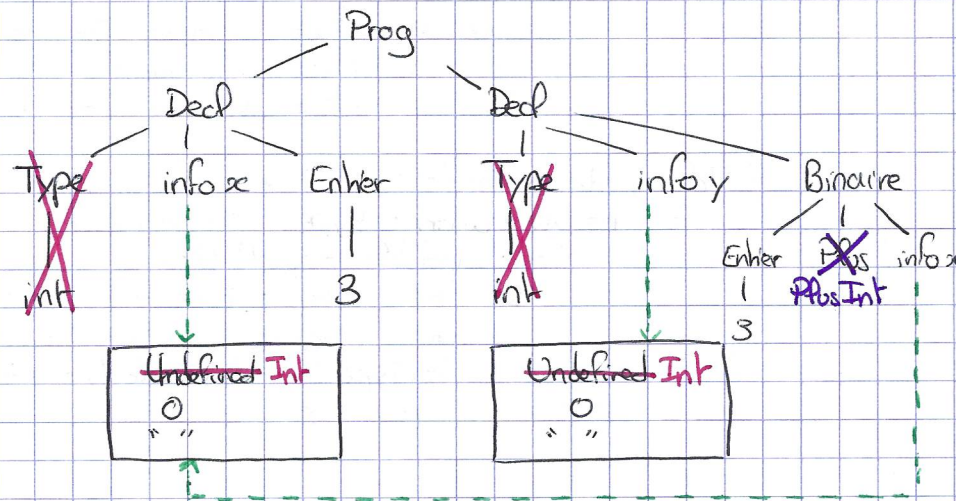 Prog
Decl Decl
Type info x Entier Type info y Binaire
Entier Plus info x
int 3 int PlusInt
3
Undefined Int Undefined Int
0 0
" " " "